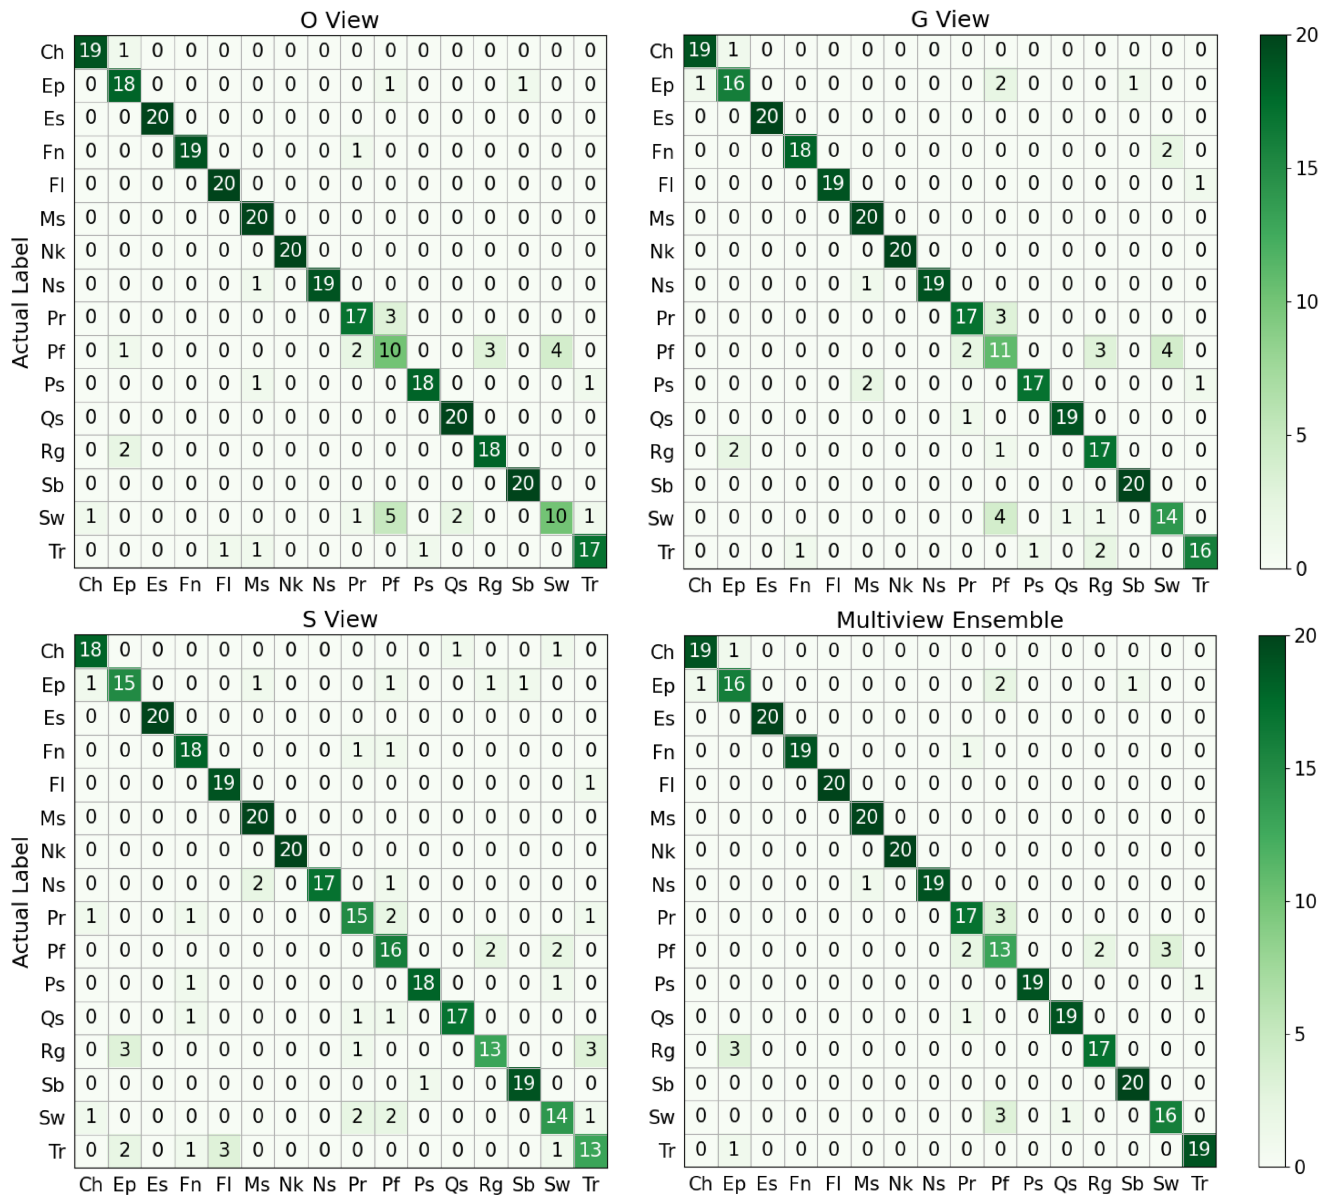 O View
Actual Label
Ch 19 1 0 0 0 0 0 0 0 0 0 0 0 0 0 0
Ep 0 18 0 0 0 0 0 0 0 1 0 0 0 1 0 0
Es 0 0 20 0 0 0 0 0 0 0 0 0 0 0 0 0
Fn 0 0 0 19 0 0 0 0 1 0 0 0 0 0 0 0
Fl 0 0 0 0 20 0 0 0 0 0 0 0 0 0 0 0
Ms 0 0 0 0 0 20 0 0 0 0 0 0 0 0 0 0
Nk 0 0 0 0 0 0 20 0 0 0 0 0 0 0 0 0
Ns 0 0 0 0 0 1 0 19 0 0 0 0 0 0 0 0
Pr 0 0 0 0 0 0 0 0 17 3 0 0 0 0 0 0
Pf 0 1 0 0 0 0 0 0 2 10 0 0 3 0 4 0
Ps 0 0 0 0 0 1 0 0 0 0 18 0 0 0 0 1
Qs 0 0 0 0 0 0 0 0 0 0 0 20 0 0 0 0
Rg 0 2 0 0 0 0 0 0 0 0 0 0 18 0 0 0
Sb 0 0 0 0 0 0 0 0 0 0 0 0 0 20 0 0
Sw 1 0 0 0 0 0 0 0 1 5 0 2 0 0 10 1
Tr 0 0 0 0 1 1 0 0 0 0 1 0 0 0 0 17
Ch Ep Es Fn Fl Ms Nk Ns Pr Pf Ps Qs Rg Sb Sw Tr
G View
Ch 19 1 0 0 0 0 0 0 0 0 0 0 0 0 0 0
Ep 1 16 0 0 0 0 0 0 0 2 0 0 0 1 0 0
Es 0 0 20 0 0 0 0 0 0 0 0 0 0 0 0 0
Fn 0 0 0 18 0 0 0 0 0 0 0 0 0 0 2 0
Fl 0 0 0 0 19 0 0 0 0 0 0 0 0 0 0 1
Ms 0 0 0 0 0 20 0 0 0 0 0 0 0 0 0 0
Nk 0 0 0 0 0 0 20 0 0 0 0 0 0 0 0 0
Ns 0 0 0 0 0 1 0 19 0 0 0 0 0 0 0 0
Pr 0 0 0 0 0 0 0 0 17 3 0 0 0 0 0 0
Pf 0 0 0 0 0 0 0 0 2 11 0 0 3 0 4 0
Ps 0 0 0 0 0 2 0 0 0 0 17 0 0 0 0 1
Qs 0 0 0 0 0 0 0 0 1 0 0 19 0 0 0 0
Rg 0 2 0 0 0 0 0 0 0 1 0 0 17 0 0 0
Sb 0 0 0 0 0 0 0 0 0 0 0 0 0 20 0 0
Sw 0 0 0 0 0 0 0 0 0 4 0 1 1 0 14 0
Tr 0 0 0 1 0 0 0 0 0 0 1 0 2 0 0 16
Ch Ep Es Fn Fl Ms Nk Ns Pr Pf Ps Qs Rg Sb Sw Tr
20
15
10
5
0
S View
Actual Label
Ch 18 0 0 0 0 0 0 0 0 0 0 1 0 0 1 0
Ep 1 15 0 0 0 1 0 0 0 1 0 0 1 1 0 0
Es 0 0 20 0 0 0 0 0 0 0 0 0 0 0 0 0
Fn 0 0 0 18 0 0 0 0 1 1 0 0 0 0 0 0
Fl 0 0 0 0 19 0 0 0 0 0 0 0 0 0 0 1
Ms 0 0 0 0 0 20 0 0 0 0 0 0 0 0 0 0
Nk 0 0 0 0 0 0 20 0 0 0 0 0 0 0 0 0
Ns 0 0 0 0 0 2 0 17 0 1 0 0 0 0 0 0
Pr 1 0 0 1 0 0 0 0 15 2 0 0 0 0 0 1
Pf 0 0 0 0 0 0 0 0 0 16 0 0 2 0 2 0
Ps 0 0 0 1 0 0 0 0 0 0 18 0 0 0 1 0
Qs 0 0 0 1 0 0 0 0 1 1 0 17 0 0 0 0
Rg 0 3 0 0 0 0 0 0 1 0 0 0 13 0 0 3
Sb 0 0 0 0 0 0 0 0 0 0 1 0 0 19 0 0
Sw 1 0 0 0 0 0 0 0 2 2 0 0 0 0 14 1
Tr 0 2 0 1 3 0 0 0 0 0 0 0 0 0 1 13
Ch Ep Es Fn Fl Ms Nk Ns Pr Pf Ps Qs Rg Sb Sw Tr
Multiview Ensemble
Ch 19 1 0 0 0 0 0 0 0 0 0 0 0 0 0 0
Ep 1 16 0 0 0 0 0 0 0 2 0 0 0 1 0 0
Es 0 0 20 0 0 0 0 0 0 0 0 0 0 0 0 0
Fn 0 0 0 19 0 0 0 0 1 0 0 0 0 0 0 0
Fl 0 0 0 0 20 0 0 0 0 0 0 0 0 0 0 0
Ms 0 0 0 0 0 20 0 0 0 0 0 0 0 0 0 0
Nk 0 0 0 0 0 0 20 0 0 0 0 0 0 0 0 0
Ns 0 0 0 0 0 1 0 19 0 0 0 0 0 0 0 0
Pr 0 0 0 0 0 0 0 0 17 3 0 0 0 0 0 0
Pf 0 0 0 0 0 0 0 0 2 13 0 0 2 0 3 0
Ps 0 0 0 0 0 0 0 0 0 0 19 0 0 0 0 1
Qs 0 0 0 0 0 0 0 0 1 0 0 19 0 0 0 0
Rg 0 3 0 0 0 0 0 0 0 0 0 0 17 0 0 0
Sb 0 0 0 0 0 0 0 0 0 0 0 0 0 20 0 0
Sw 0 0 0 0 0 0 0 0 0 3 0 1 0 0 16 0
Tr 0 1 0 0 0 0 0 0 0 0 0 0 0 0 0 19
Ch Ep Es Fn Fl Ms Nk Ns Pr Pf Ps Qs Rg Sb Sw Tr
20
15
10
5
0